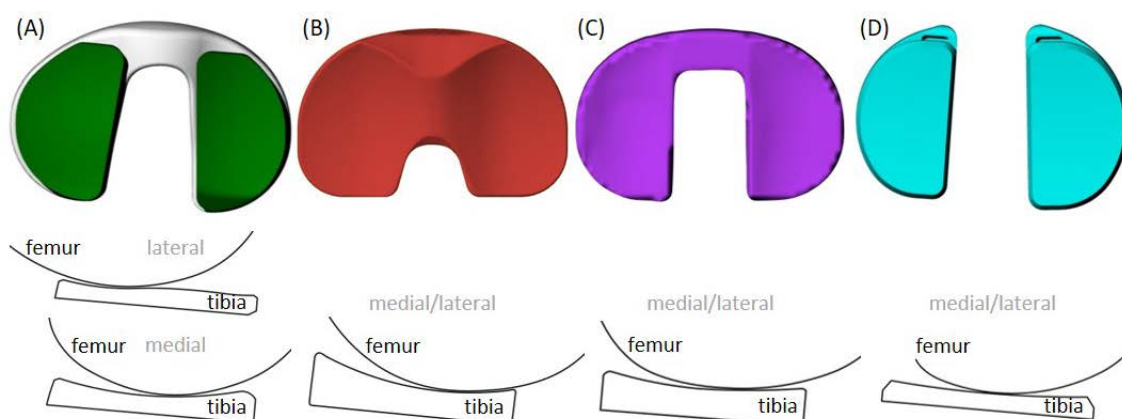 (A)
(B)
(C)
(D)
femur lateral
tibia
femur medial
tibia
medial/lateral
femur
tibia
medial/lateral
femur
tibia
medial/lateral
femur
tibia